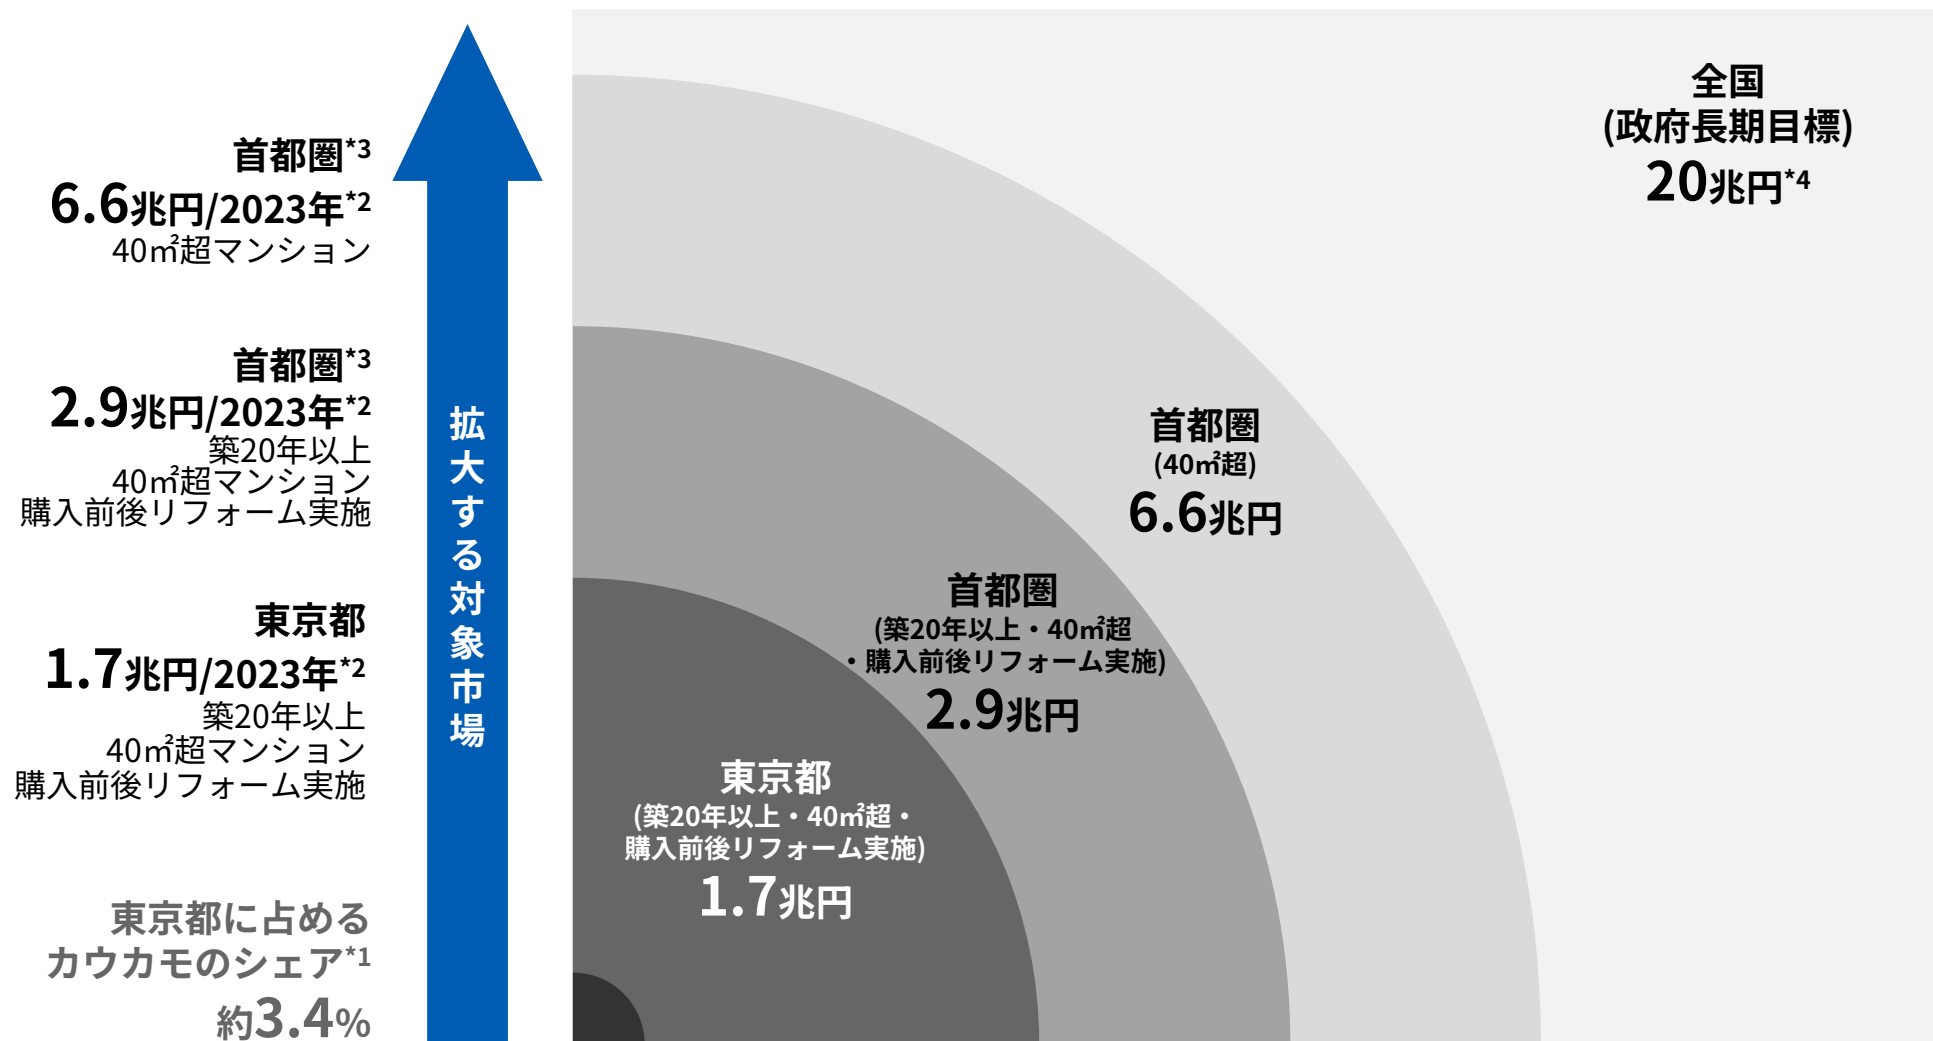 首都圏*3
6.6兆円/2023年*2
40㎡超マンション
首都圏*3
2.9兆円/2023年*2
築20年以上
40㎡超マンション
購入前後リフォーム実施
東京都
1.7兆円/2023年*2
築20年以上
40㎡超マンション
購入前後リフォーム実施
東京都に占める
カウカモのシェア*1
約3.4%
拡大する対象市場
全国
(政府長期目標)
20兆円*4
首都圏
(40㎡超)
6.6兆円
首都圏
(築20年以上・40㎡超
・購入前後リフォーム実施)
2.9兆円
東京都
(築20年以上・40㎡超・
購入前後リフォーム実施)
1.7兆円